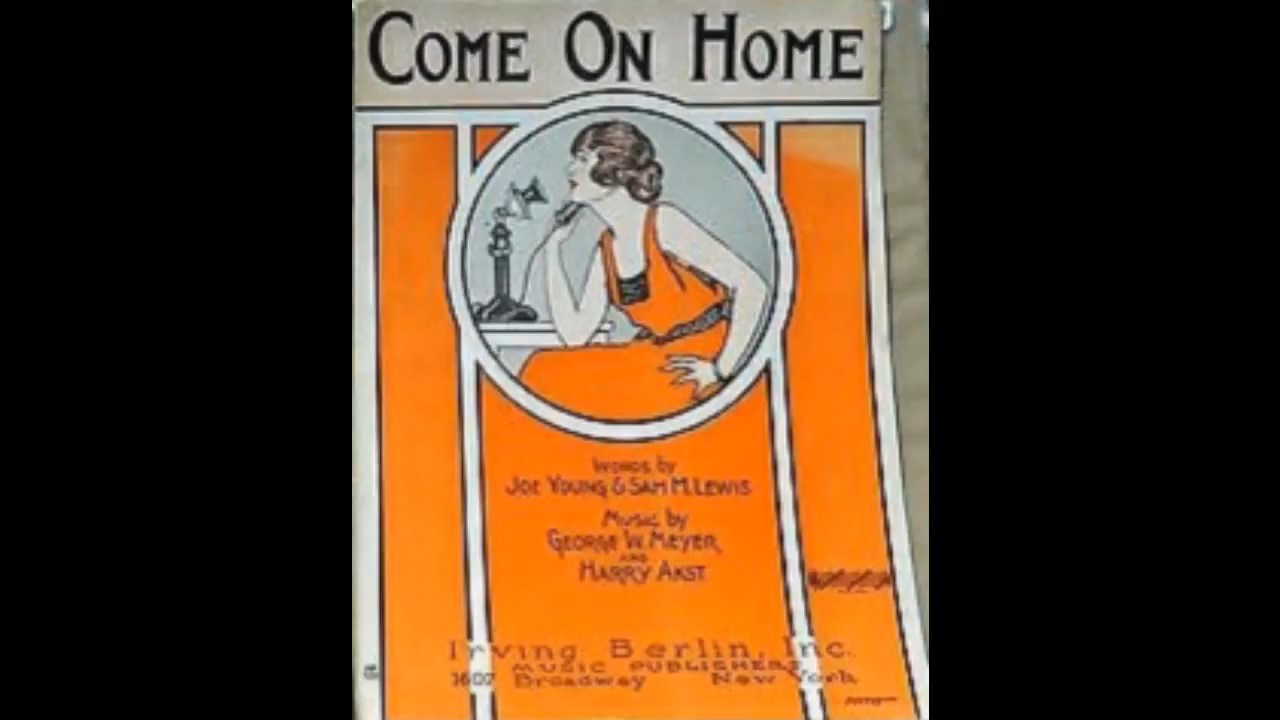 COME ON HOME
WORDS by
JOE YOUNG & SAM M. LEWIS
MUSIC by
GEORGE W. MEYER
AND
HARRY AKST
Irving Berlin, Inc.
MUSIC PUBLISHERS
1607 Broadway New York